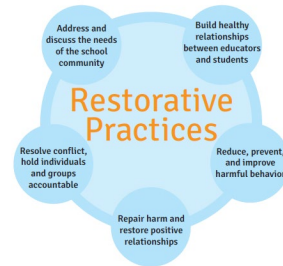 Address and
discuss the needs
of the school
community
Build healthy
relationships
between educators
and students
Restorative
Practices
Resolve conflict,
hold individuals
and groups
accountable
Reduce, prevent,
and improve
harmful behavior
Repair harm and
restore positive
relationships